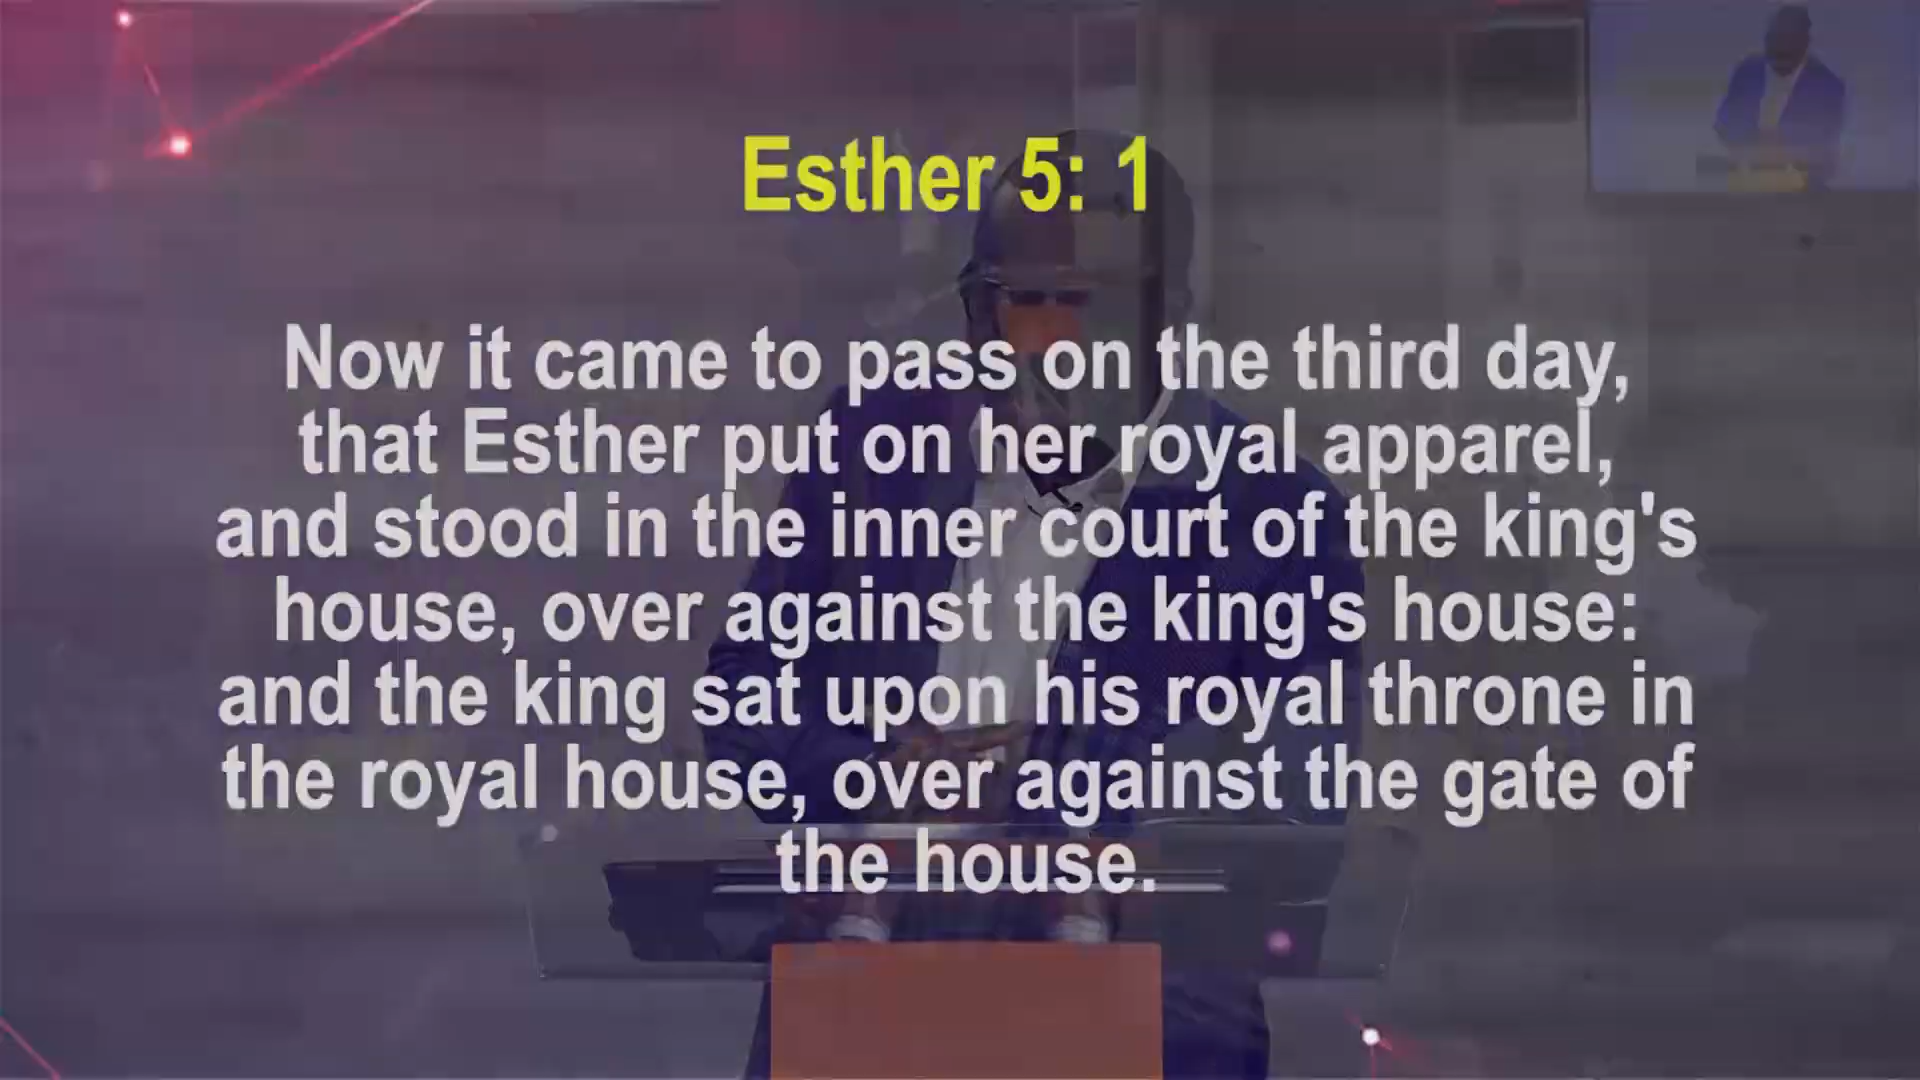 Esther 5: 1
Now it came to pass on the third day,
that Esther put on her royal apparel,
and stood in the inner court of the king's
house, over against the king's house:
and the king sat upon his royal throne in
the royal house, over against the gate of
the house.